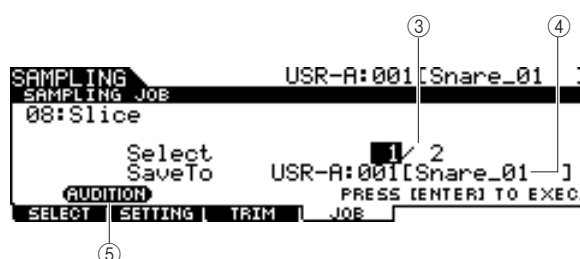 ③
④
SAMPLING USR-A:001[Snare_01 ]
SAMPLING JOB
08:Slice
Select 1/ 2
SaveTo USR-A:001[Snare_01 ]
AUDITION PRESS [ENTER] TO EXEC.
SELECT SETTING TRIM JOB
⑤